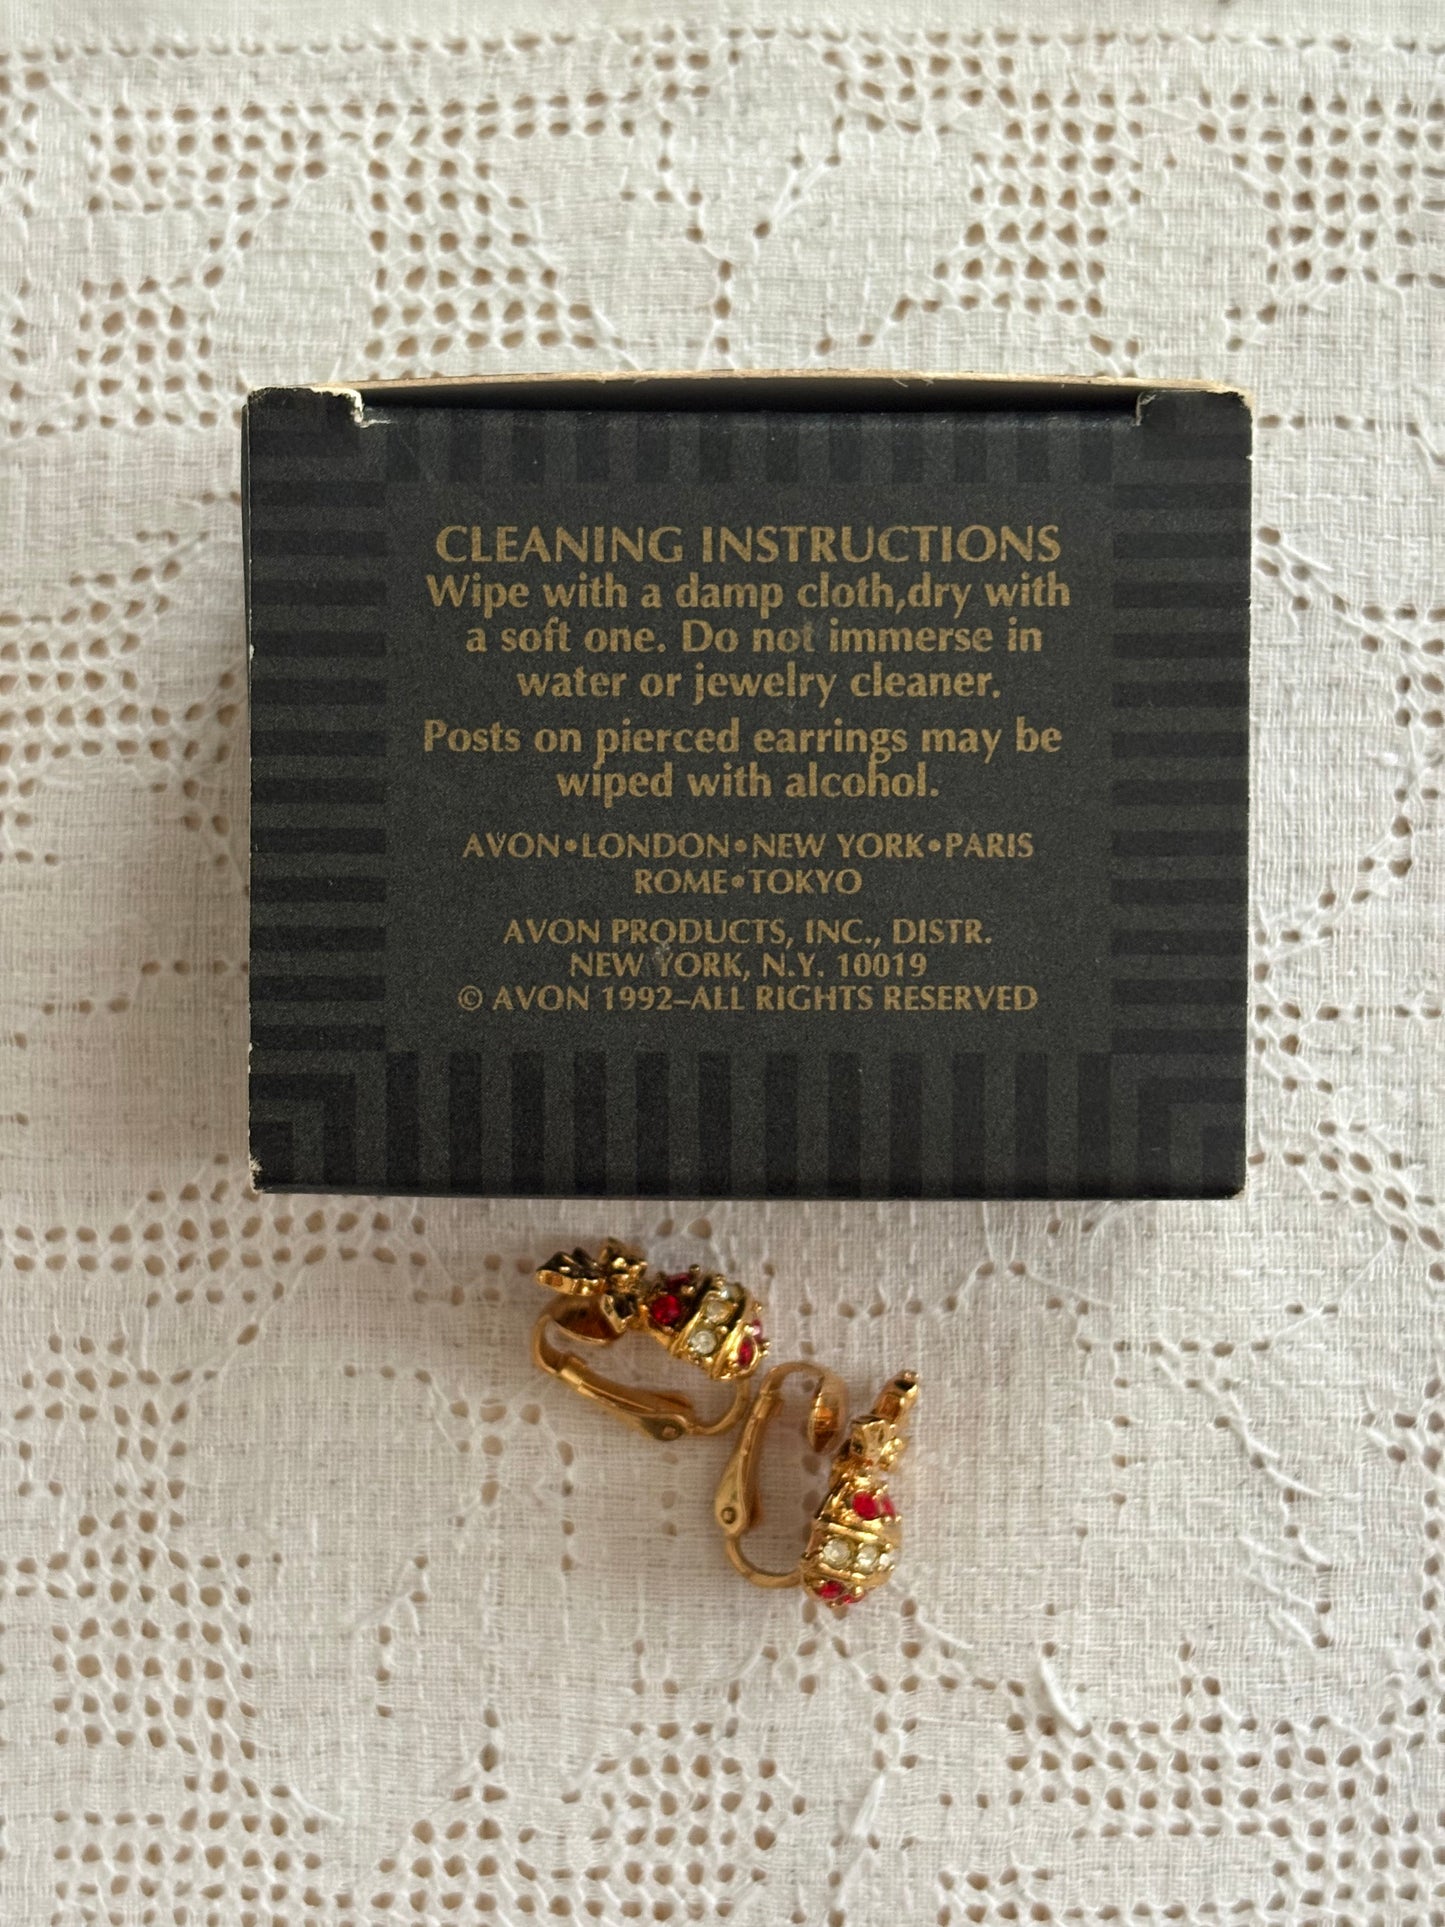 CLEANING INSTRUCTIONS
Wipe with a damp cloth,dry with
a soft one. Do not immerse in
water or jewelry cleaner.
Posts on pierced earrings may be
wiped with alcohol.
AVON•LONDON•NEW YORK•PARIS
ROME•TOKYO
AVON PRODUCTS, INC., DISTR.
NEW YORK, N.Y. 10019
© AVON 1992–ALL RIGHTS RESERVED